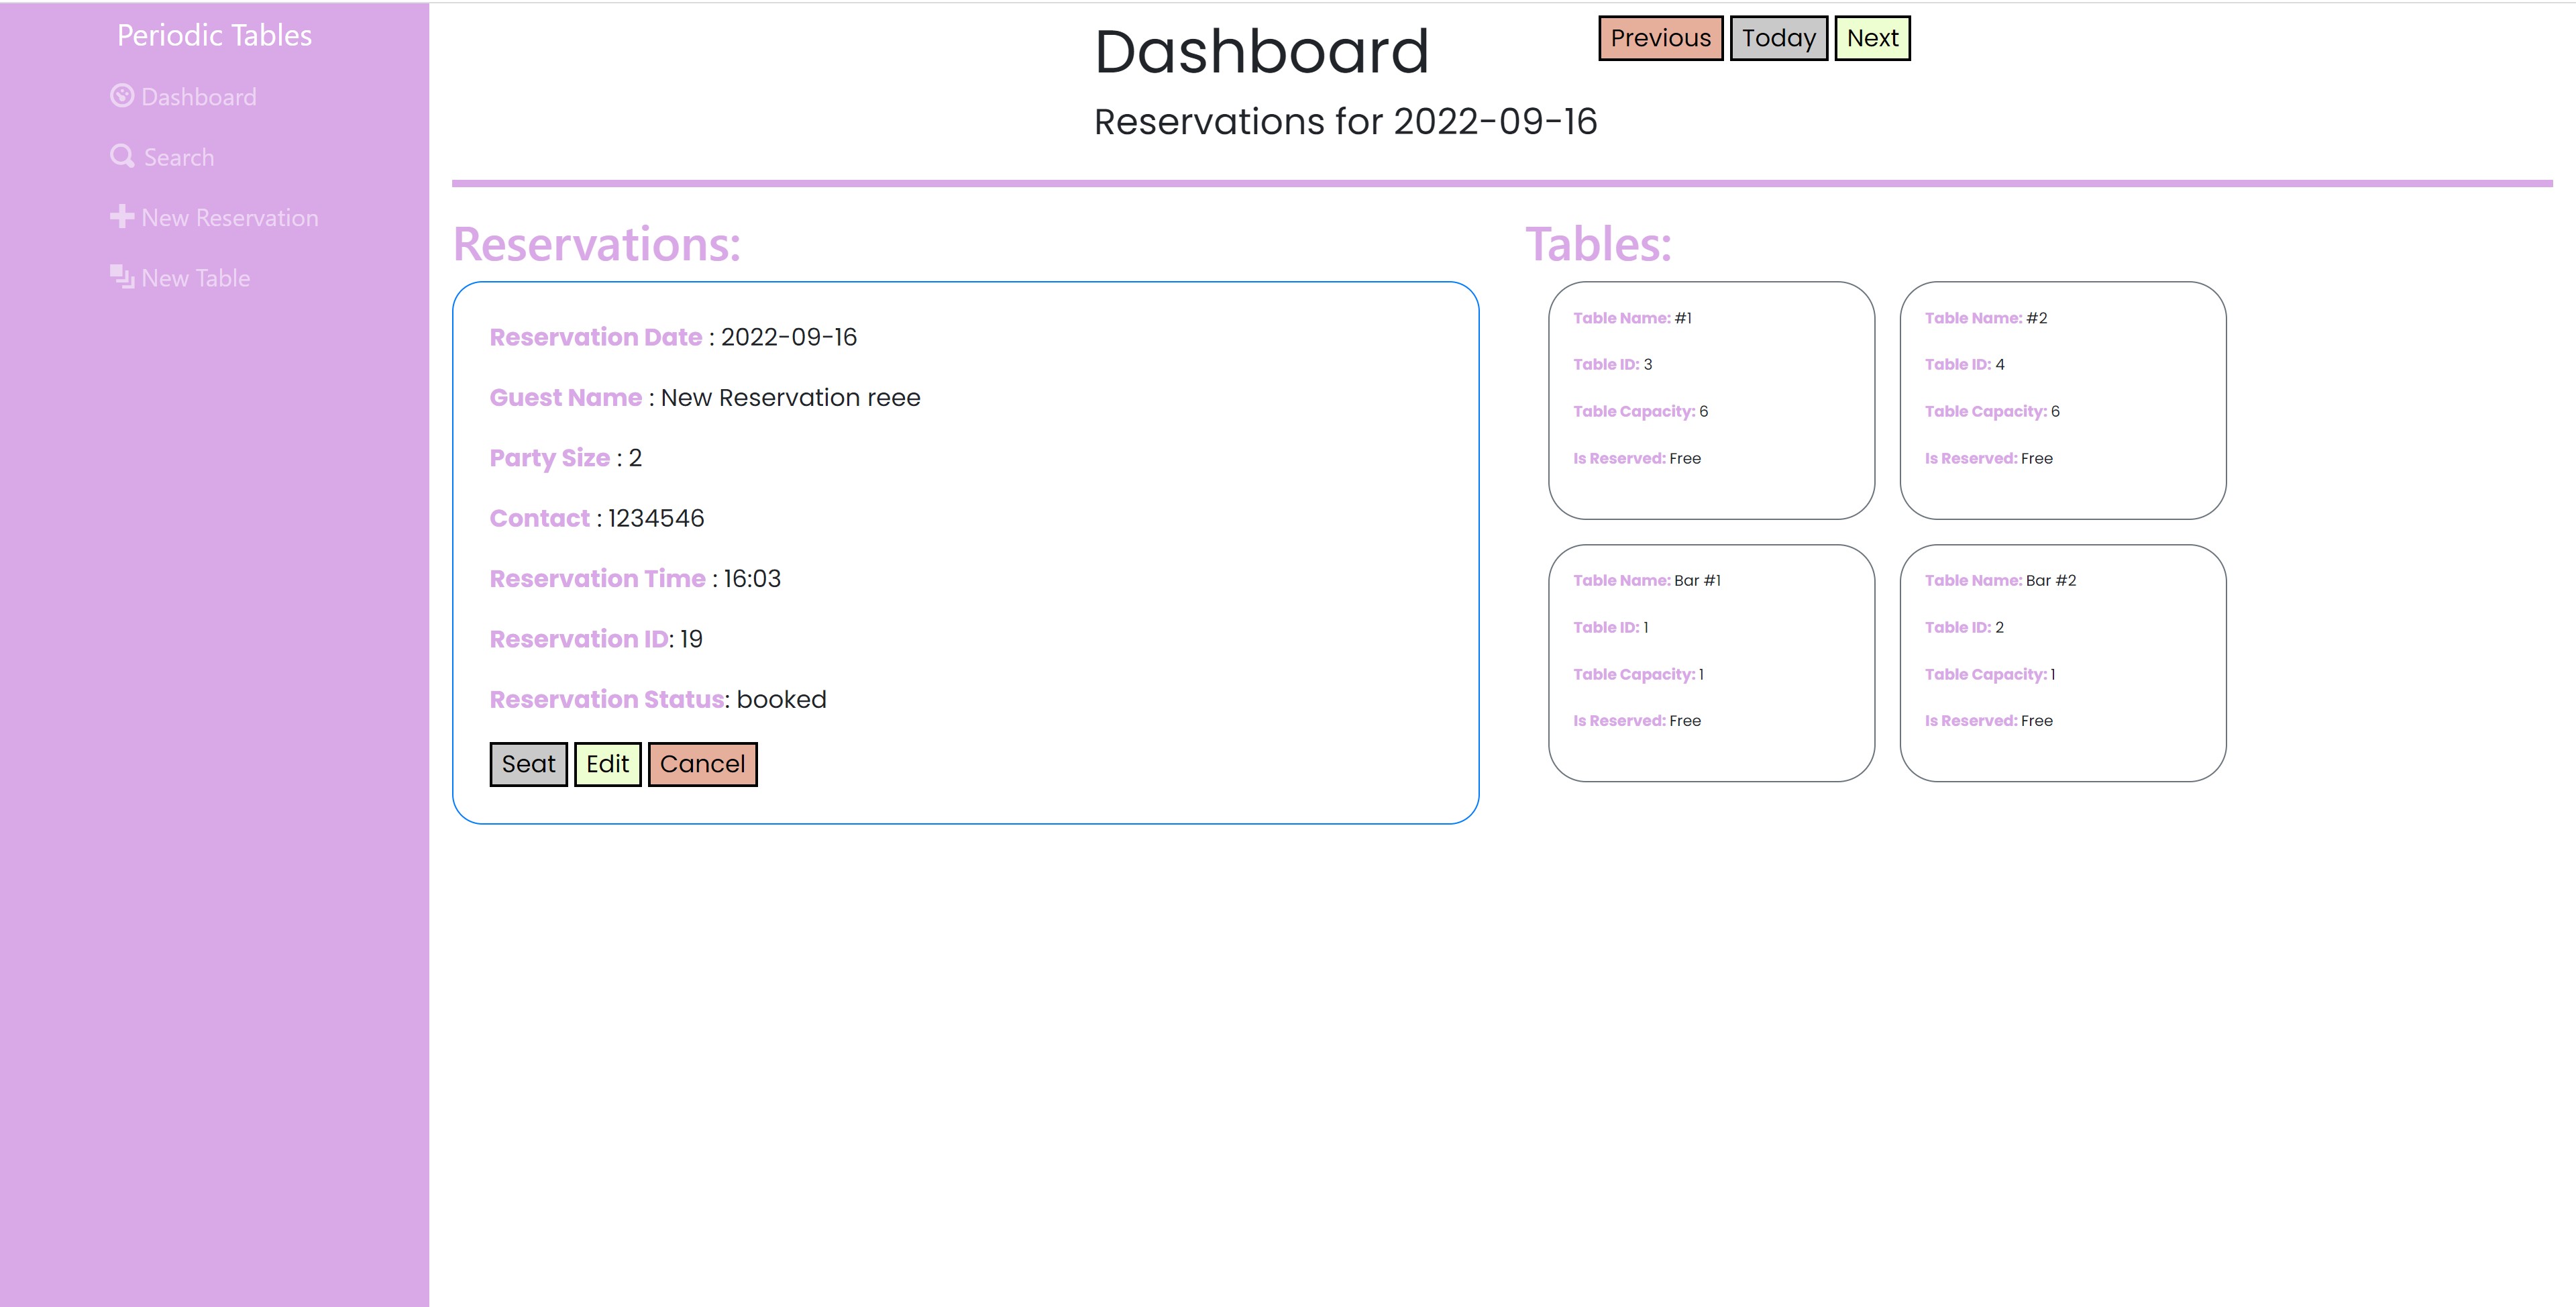 Periodic Tables
Dashboard
Search
New Reservation
New Table
Dashboard
Reservations for 2022-09-16
Previous Today Next
Reservations:
Reservation Date : 2022-09-16
Guest Name : New Reservation reee
Party Size : 2
Contact : 1234546
Reservation Time : 16:03
Reservation ID: 19
Reservation Status: booked
Seat Edit Cancel
Tables:
Table Name: #1
Table ID: 3
Table Capacity: 6
Is Reserved: Free
Table Name: #2
Table ID: 4
Table Capacity: 6
Is Reserved: Free
Table Name: Bar #1
Table ID: 1
Table Capacity: 1
Is Reserved: Free
Table Name: Bar #2
Table ID: 2
Table Capacity: 1
Is Reserved: Free